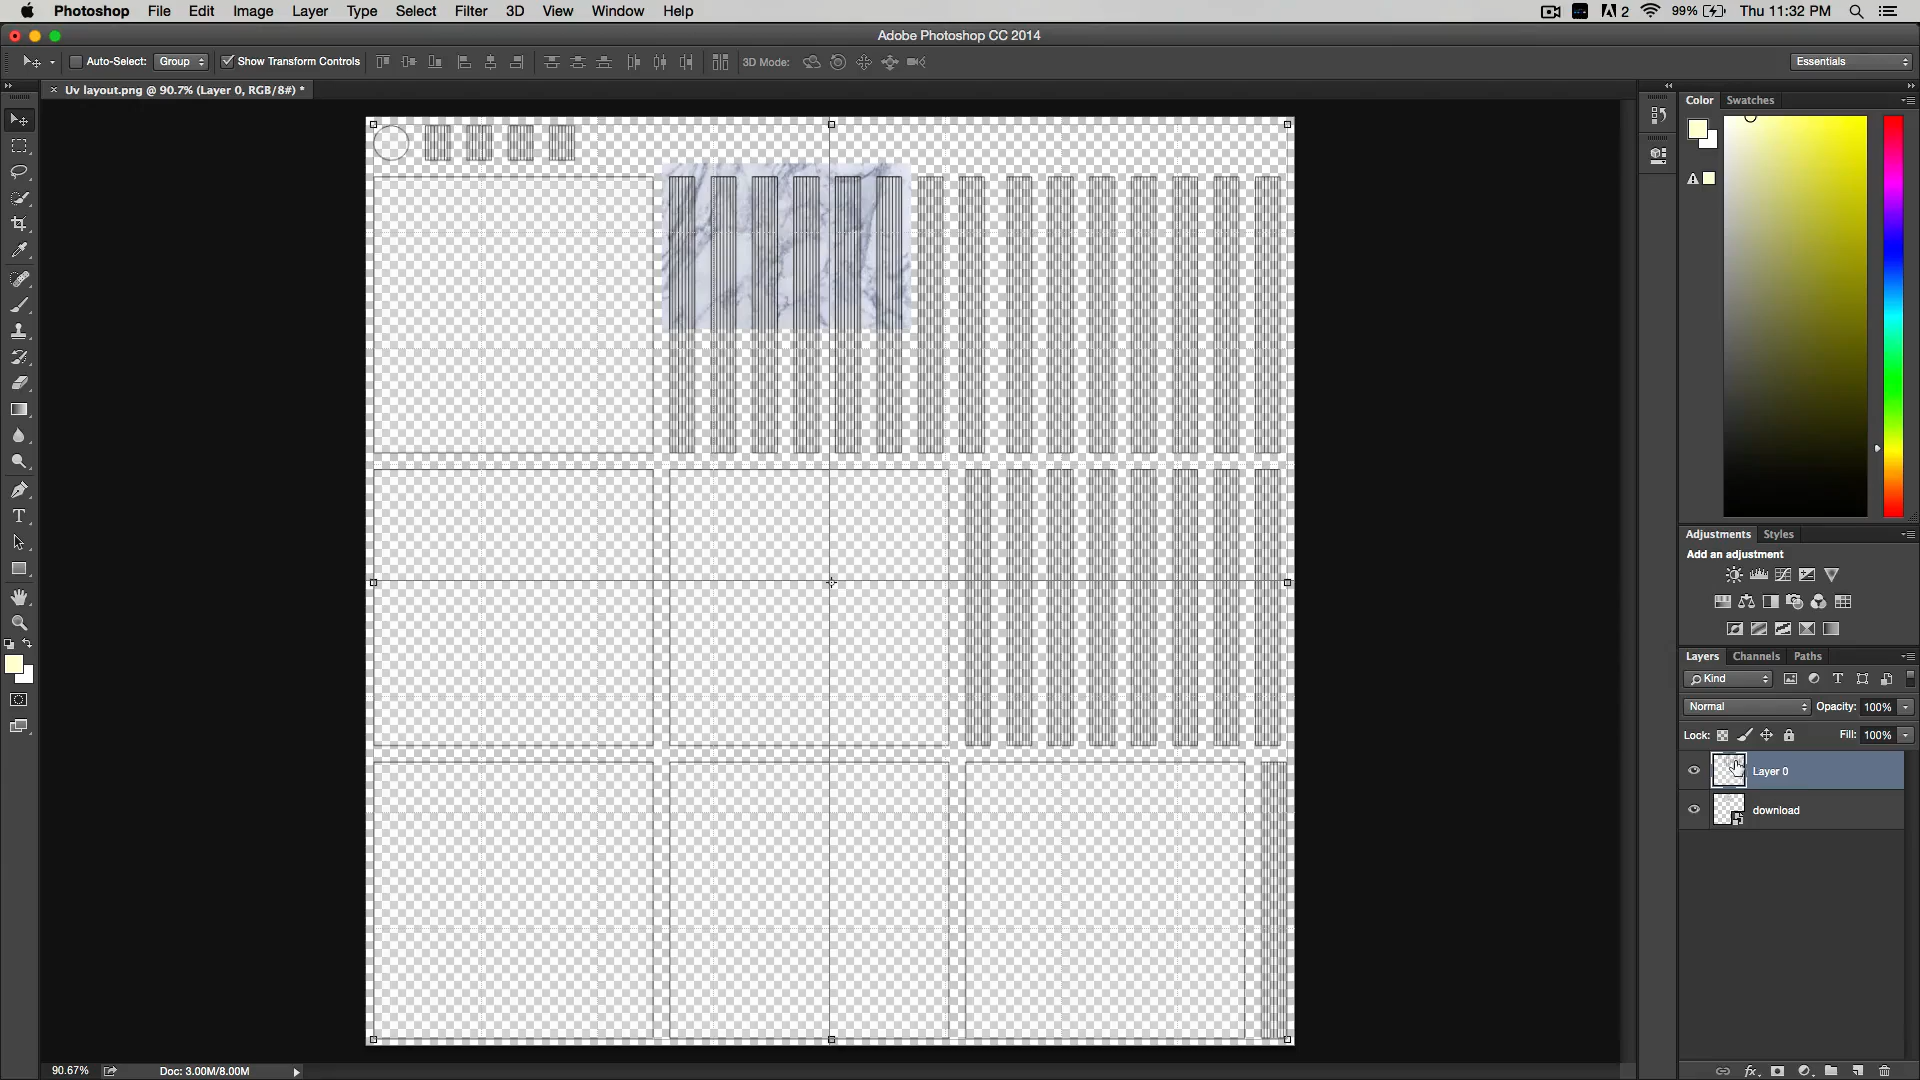 Photoshop File Edit Image Layer Type Select Filter 3D View Window Help 2 99% Thu 11:32 PM
Adobe Photoshop CC 2014
Auto-Select: Group Show Transform Controls 3D Mode: Essentials
× Uv layout.png @ 90.7% (Layer 0, RGB/8#) *
Color Swatches
Adjustments Styles
Add an adjustment
Layers Channels Paths
Kind
Normal Opacity: 100%
Lock: Fill: 100%
Layer 0
download
90.67% Doc: 3.00M/8.00M
fx